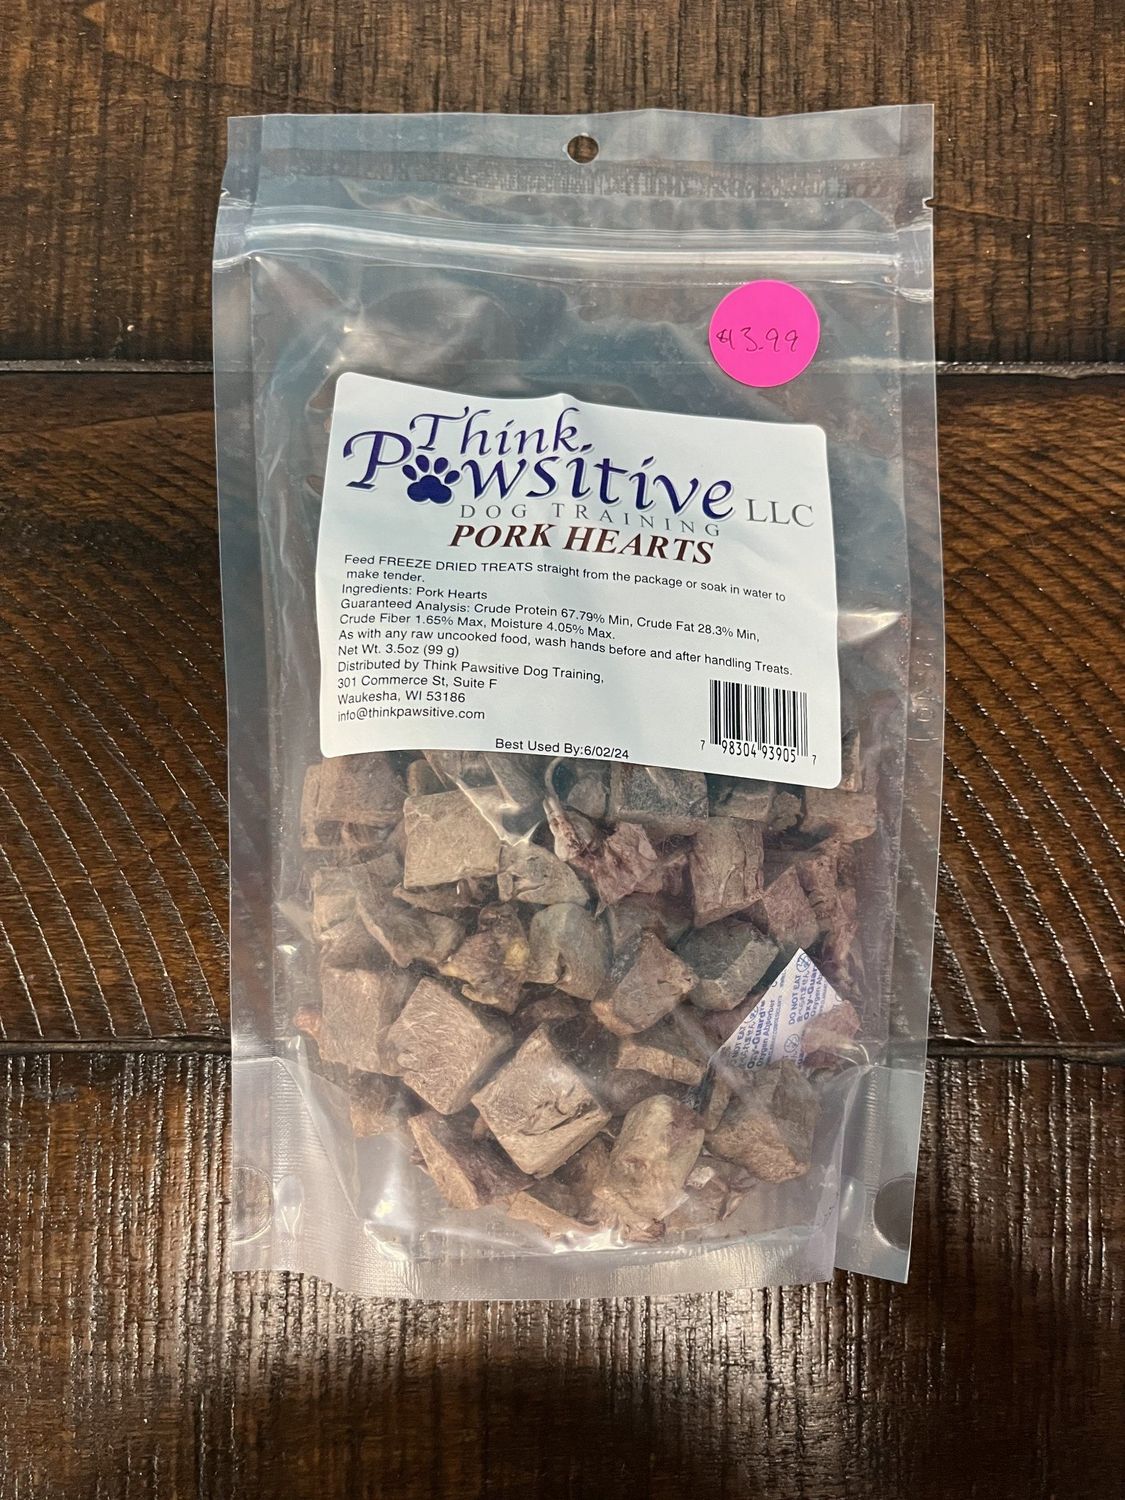 $13.99
Think
Pawsitive LLC
DOG TRAINING
PORK HEARTS
Feed FREEZE DRIED TREATS straight from the package or soak in water to
make tender.
Ingredients: Pork Hearts
Guaranteed Analysis: Crude Protein 67.79% Min, Crude Fat 28.3% Min,
Crude Fiber 1.65% Max, Moisture 4.05% Max.
As with any raw uncooked food, wash hands before and after handling Treats.
Net Wt. 3.5oz (99 g)
Distributed by Think Pawsitive Dog Training,
301 Commerce St, Suite F
Waukesha, WI 53186
info@thinkpawsitive.com
Best Used By:6/02/24
7 98304 93905 7
DO NOT EAT
Oxy-Guard
Oxygen Absorber